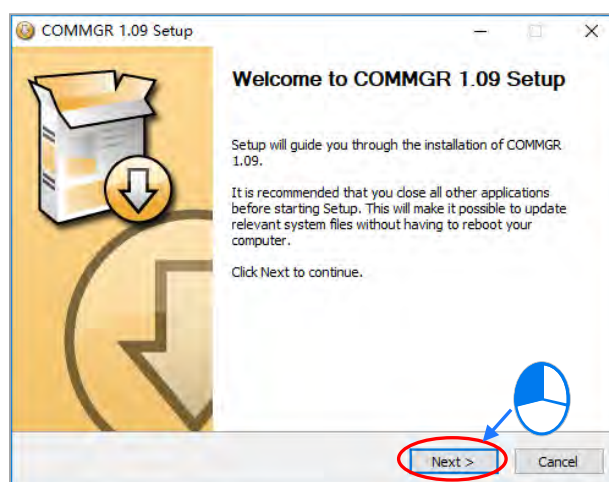 COMMGR 1.09 Setup
Welcome to COMMGR 1.09 Setup
Setup will guide you through the installation of COMMGR
1.09.
It is recommended that you close all other applications
before starting Setup. This will make it possible to update
relevant system files without having to reboot your
computer.
Click Next to continue.
Next >
Cancel